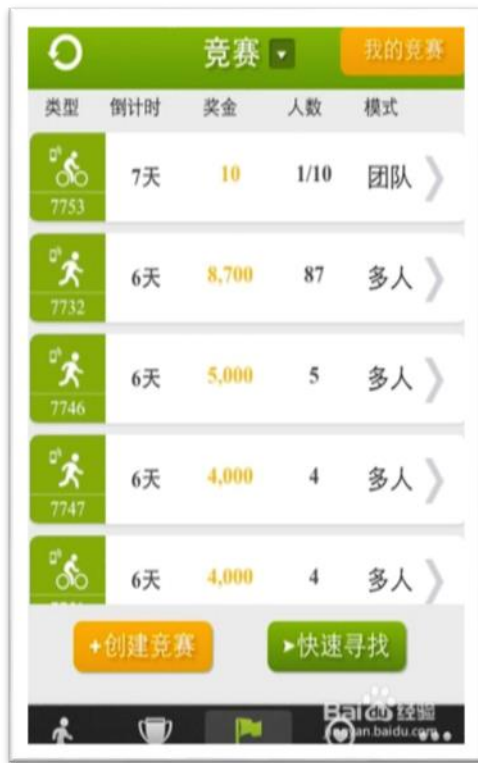 竞赛
我的竞赛
类型 倒计时 奖金 人数 模式
7天 10 1/10 团队
7753
6天 8,700 87 多人
7732
6天 5,000 5 多人
7746
6天 4,000 4 多人
7747
6天 4,000 4 多人
+创建竞赛 ➤快速寻找
Bai du 经验
jingyan.baidu.com